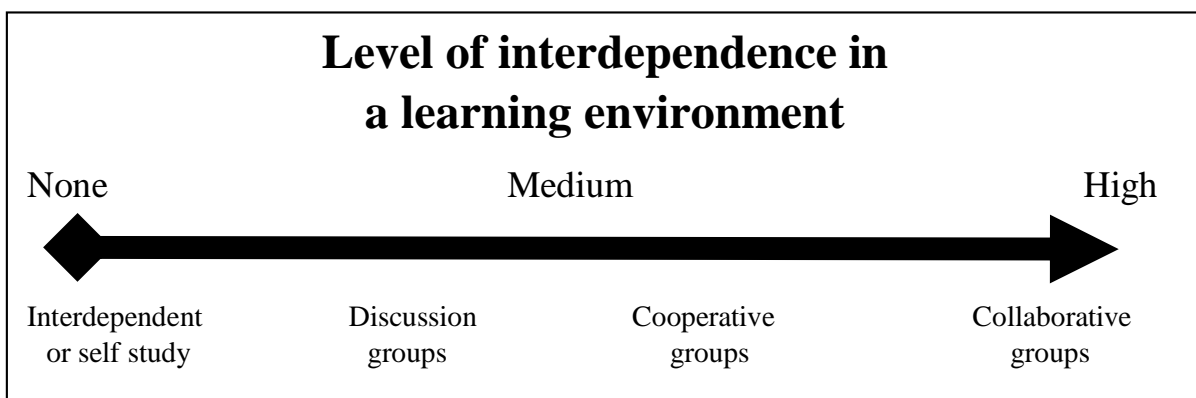 Level of interdependence in
a learning environment
None Medium High
Interdependent
or self study
Discussion
groups
Cooperative
groups
Collaborative
groups